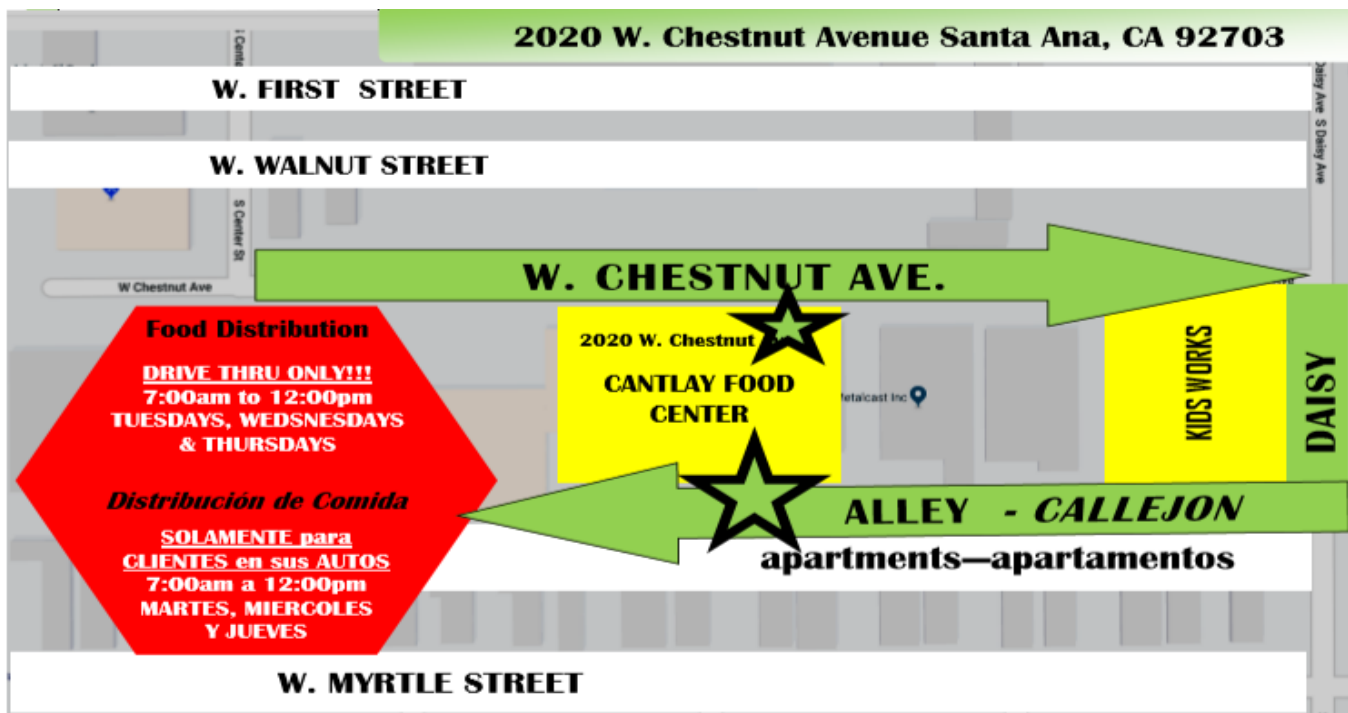 2020 W. Chestnut Avenue Santa Ana, CA 92703
W. FIRST STREET
W. WALNUT STREET
S Center St
Daisy Ave
S Daisy Ave
W Chestnut Ave
W. CHESTNUT AVE.
Food Distribution
DRIVE THRU ONLY!!!
7:00am to 12:00pm
TUESDAYS, WEDSNESDAYS
& THURSDAYS
Distribución de Comida
SOLAMENTE para
CLIENTES en sus AUTOS
7:00am a 12:00pm
MARTES, MIERCOLES
Y JUEVES
2020 W. Chestnut
CANTLAY FOOD
CENTER
etalcast Inc
KIDS WORKS
DAISY
ALLEY - CALLEJON
apartments—apartamentos
W. MYRTLE STREET